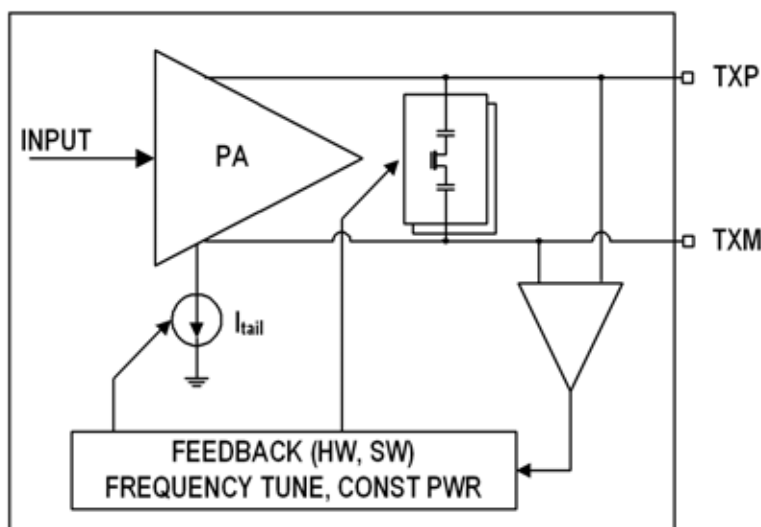 TXP
INPUT
PA
TXM
Itail
FEEDBACK (HW, SW)
FREQUENCY TUNE, CONST PWR